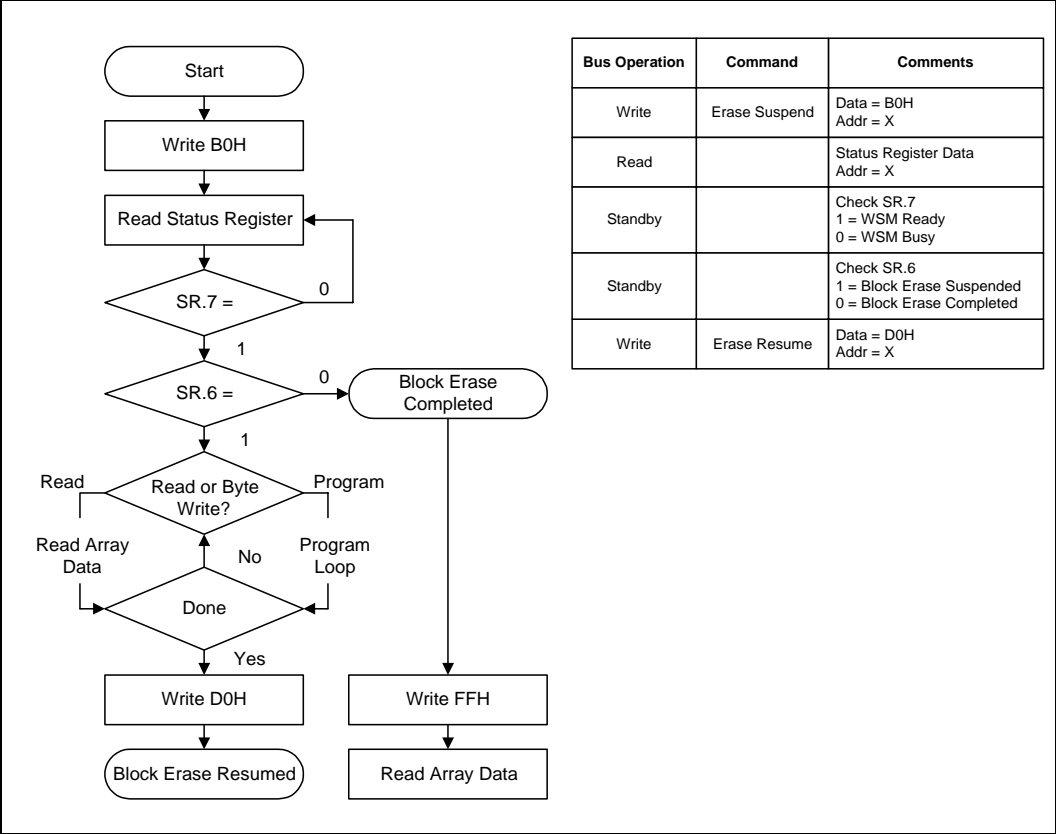 Start
Write B0H
Read Status Register
SR.7 =
0
1
SR.6 =
0
Block Erase
Completed
1
Read
Read or Byte
Write?
Program
Read Array
Data
No
Program
Loop
Done
Yes
Write D0H
Write FFH
Block Erase Resumed
Read Array Data
Bus Operation Command Comments
Write Erase Suspend Data = B0H
Addr = X
Read Status Register Data
Addr = X
Standby Check SR.7
1 = WSM Ready
0 = WSM Busy
Standby Check SR.6
1 = Block Erase Suspended
0 = Block Erase Completed
Write Erase Resume Data = D0H
Addr = X